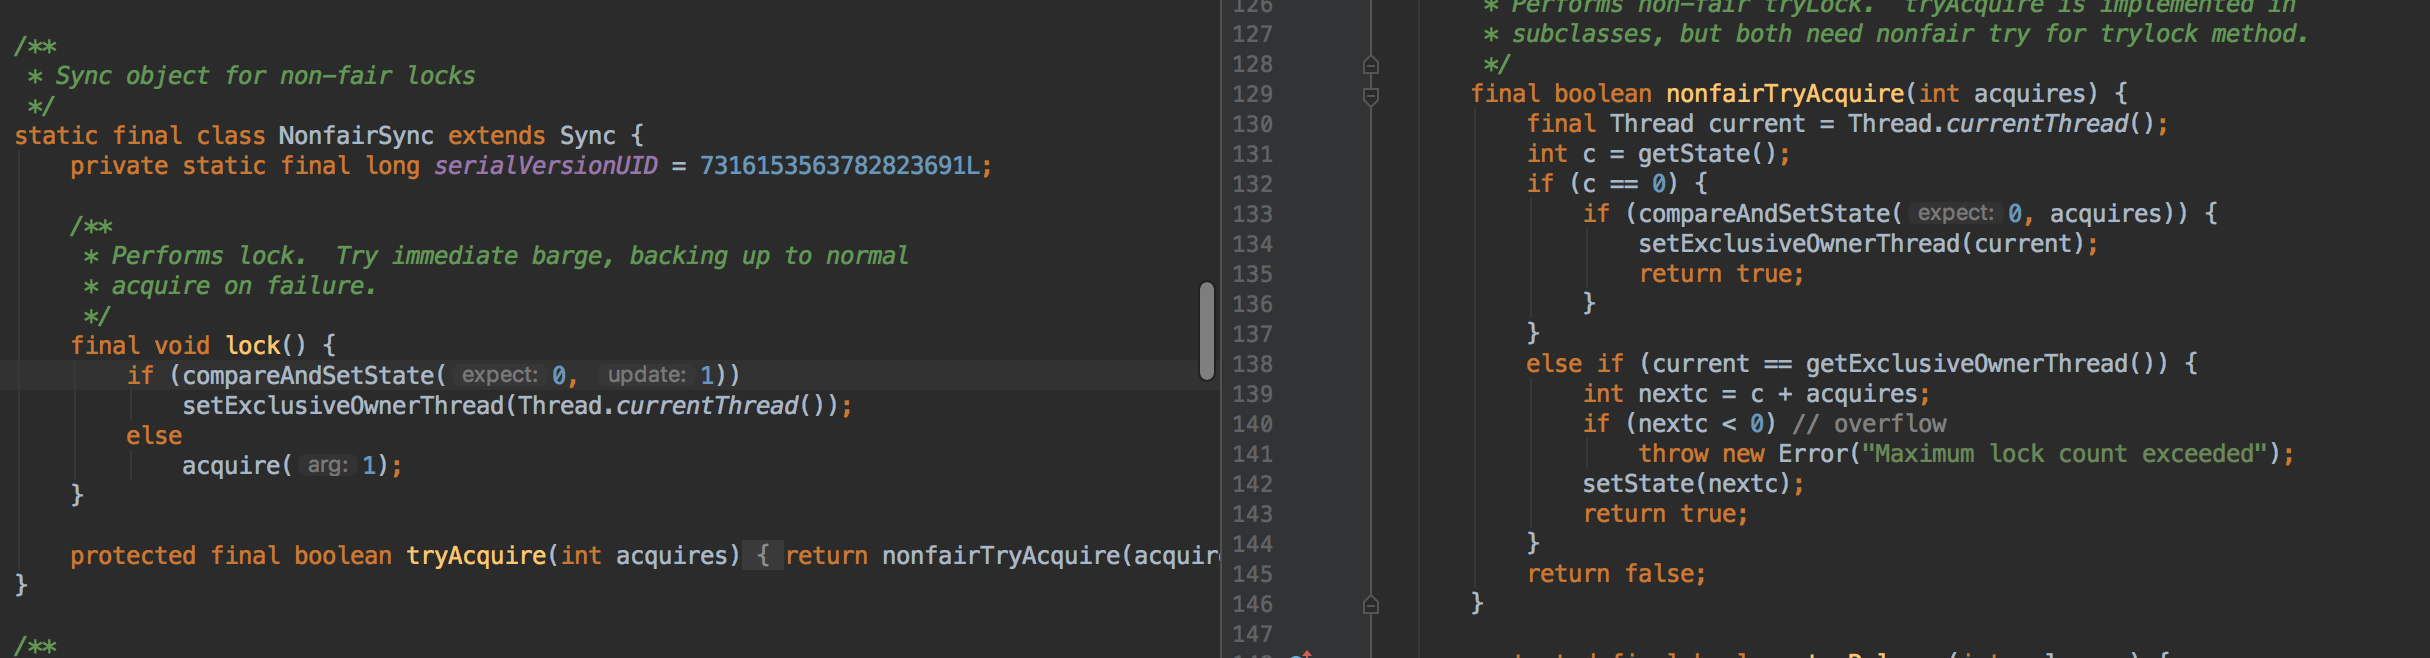 /**
* Sync object for non-fair locks
*/
static final class NonfairSync extends Sync {
private static final long serialVersionUID = 7316153563782823691L;
/**
* Performs lock.  Try immediate barge, backing up to normal
* acquire on failure.
*/
final void lock() {
if (compareAndSetState( expect: 0, update: 1))
setExclusiveOwnerThread(Thread.currentThread());
else
acquire( arg: 1);
}
protected final boolean tryAcquire(int acquires) { return nonfairTryAcquire(acquir
}
/**
126 * Performs non-fair tryLock.  tryAcquire is implemented in
127 * subclasses, but both need nonfair try for trylock method.
128 */
129 final boolean nonfairTryAcquire(int acquires) {
130 final Thread current = Thread.currentThread();
131 int c = getState();
132 if (c == 0) {
133 if (compareAndSetState( expect: 0, acquires)) {
134 setExclusiveOwnerThread(current);
135 return true;
136 }
137 }
138 else if (current == getExclusiveOwnerThread()) {
139 int nextc = c + acquires;
140 if (nextc < 0) // overflow
141 throw new Error("Maximum lock count exceeded");
142 setState(nextc);
143 return true;
144 }
145 return false;
146 }
147